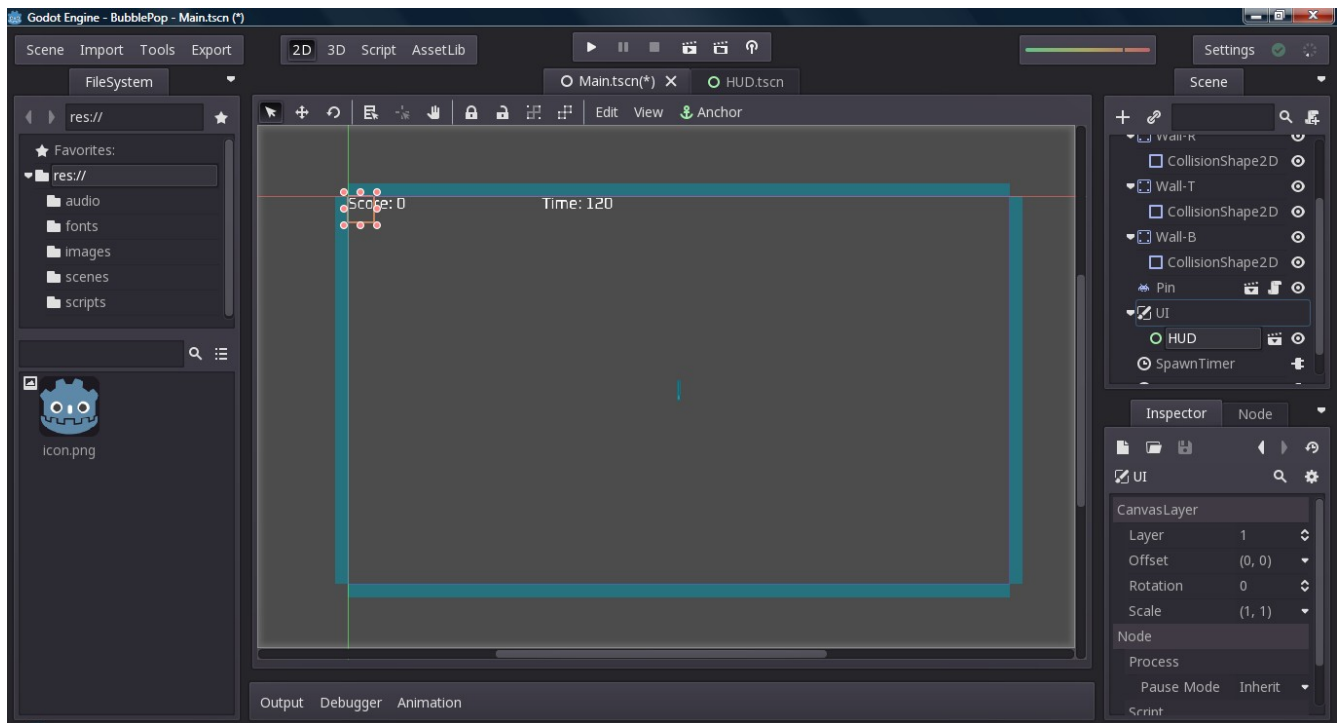 Godot Engine - BubblePop - Main.tscn (*)
Scene Import Tools Export 2D 3D Script AssetLib Settings
FileSystem
Main.tscn(*) HUD.tscn
Scene
res://
Edit View Anchor
Favorites:
res://
audio
fonts
images
scenes
scripts
icon.png
Score: 0 Time: 120
Wall-R
CollisionShape2D
Wall-T
CollisionShape2D
Wall-B
CollisionShape2D
Pin
UI
HUD
SpawnTimer
Inspector Node
UI
CanvasLayer
Layer 1
Offset (0, 0)
Rotation 0
Scale (1, 1)
Node
Process
Pause Mode Inherit
Script
Output Debugger Animation